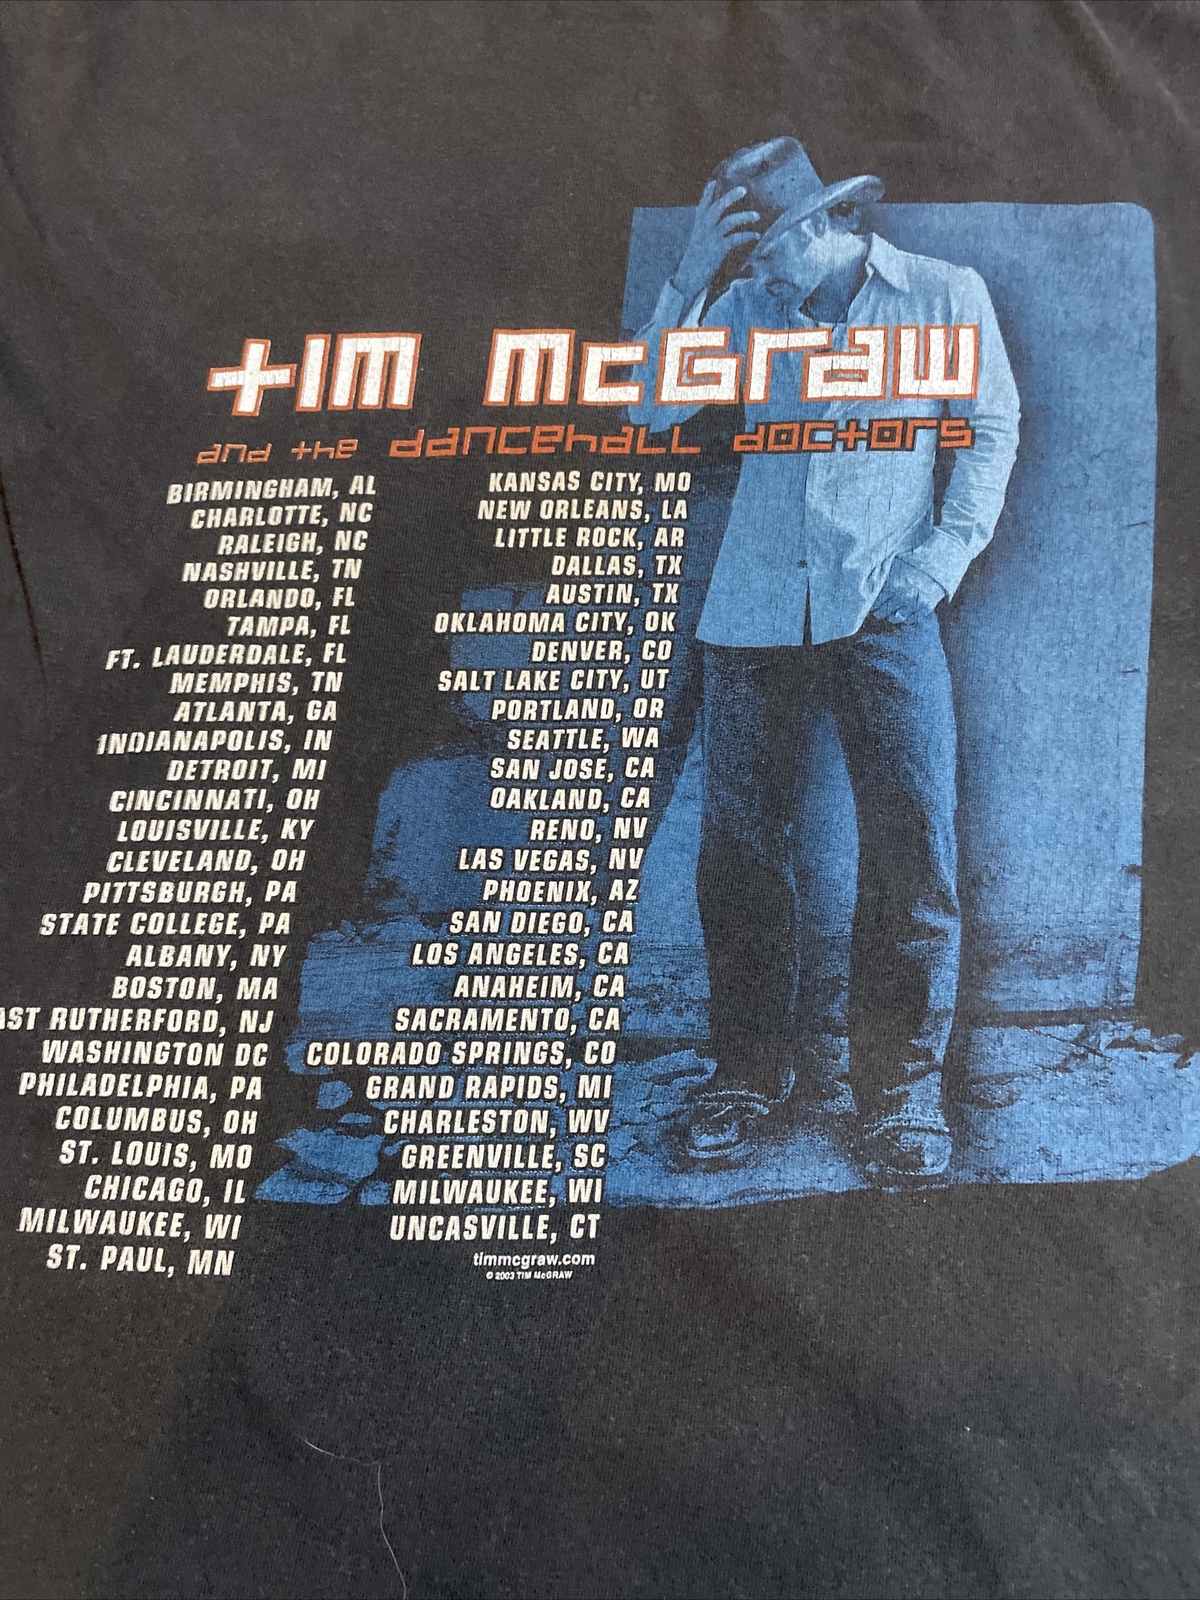 tim mcGraw
and the dancehall doctors
BIRMINGHAM, AL
CHARLOTTE, NC
RALEIGH, NC
NASHVILLE, TN
ORLANDO, FL
TAMPA, FL
FT. LAUDERDALE, FL
MEMPHIS, TN
ATLANTA, GA
INDIANAPOLIS, IN
DETROIT, MI
CINCINNATI, OH
LOUISVILLE, KY
CLEVELAND, OH
PITTSBURGH, PA
STATE COLLEGE, PA
ALBANY, NY
BOSTON, MA
AST RUTHERFORD, NJ
WASHINGTON DC
PHILADELPHIA, PA
COLUMBUS, OH
ST. LOUIS, MO
CHICAGO, IL
MILWAUKEE, WI
ST. PAUL, MN
KANSAS CITY, MO
NEW ORLEANS, LA
LITTLE ROCK, AR
DALLAS, TX
AUSTIN, TX
OKLAHOMA CITY, OK
DENVER, CO
SALT LAKE CITY, UT
PORTLAND, OR
SEATTLE, WA
SAN JOSE, CA
OAKLAND, CA
RENO, NV
LAS VEGAS, NV
PHOENIX, AZ
SAN DIEGO, CA
LOS ANGELES, CA
ANAHEIM, CA
SACRAMENTO, CA
COLORADO SPRINGS, CO
GRAND RAPIDS, MI
CHARLESTON, WV
GREENVILLE, SC
MILWAUKEE, WI
UNCASVILLE, CT
timmcgraw.com
© 2003 TIM McGRAW